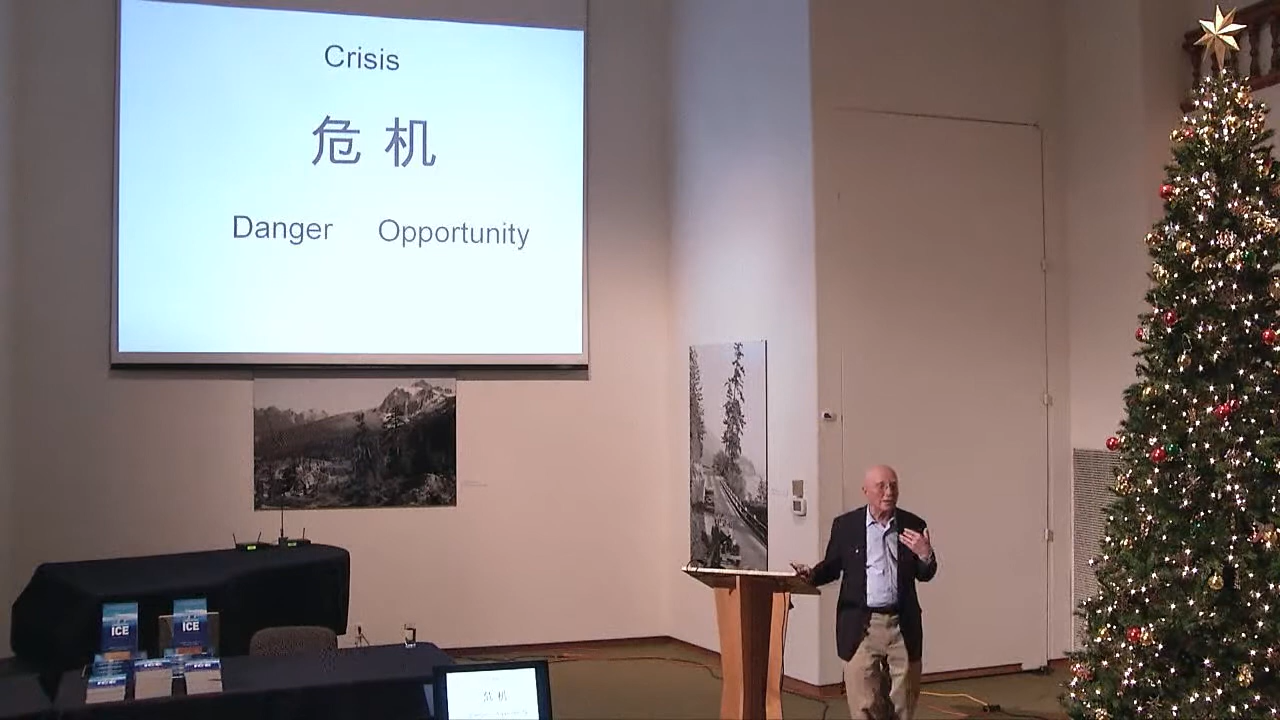 Crisis
危 机
Danger Opportunity
ICE
ICE
危 机